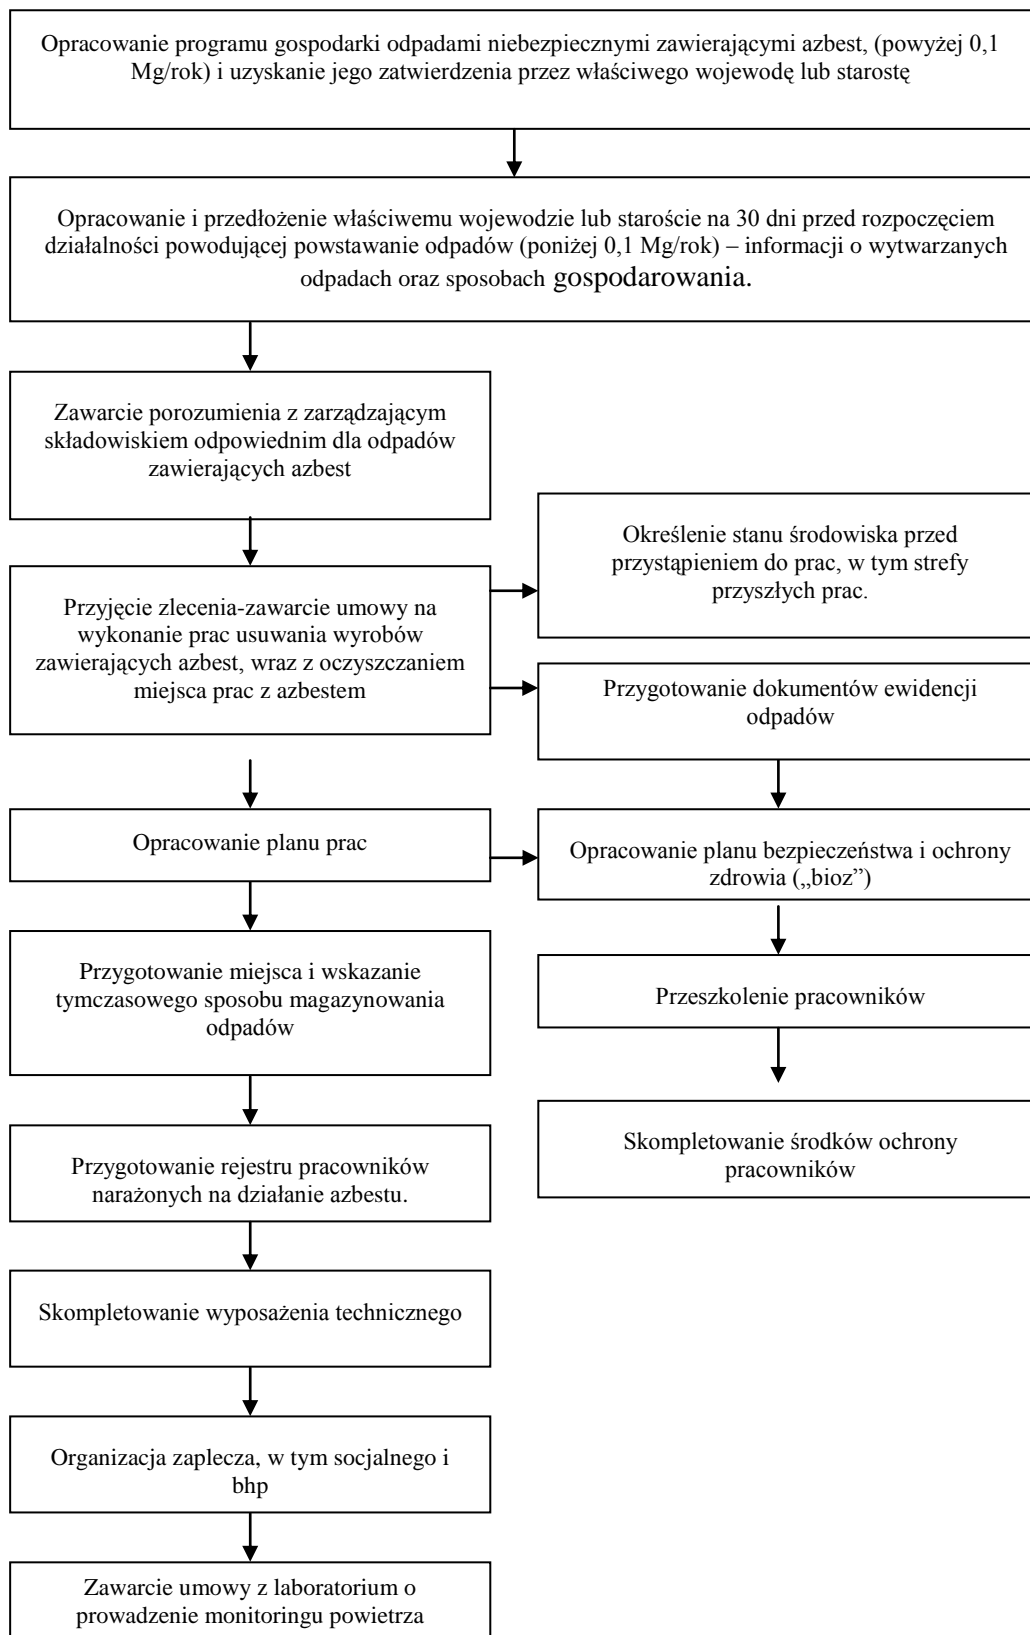 Opracowanie programu gospodarki odpadami niebezpiecznymi zawierającymi azbest, (powyżej 0,1
Mg/rok) i uzyskanie jego zatwierdzenia przez właściwego wojewodę lub starostę
Opracowanie i przedłożenie właściwemu wojewodzie lub staroście na 30 dni przed rozpoczęciem
działalności powodującej powstawanie odpadów (poniżej 0,1 Mg/rok) – informacji o wytwarzanych
odpadach oraz sposobach gospodarowania.
Zawarcie porozumienia z zarządzającym
składowiskiem odpowiednim dla odpadów
zawierających azbest
Określenie stanu środowiska przed
przystąpieniem do prac, w tym strefy
przyszłych prac.
Przyjęcie zlecenia-zawarcie umowy na
wykonanie prac usuwania wyrobów
zawierających azbest, wraz z oczyszczaniem
miejsca prac z azbestem
Przygotowanie dokumentów ewidencji
odpadów
Opracowanie planu prac
Opracowanie planu bezpieczeństwa i ochrony
zdrowia („bioz”)
Przygotowanie miejsca i wskazanie
tymczasowego sposobu magazynowania
odpadów
Przeszkolenie pracowników
Skompletowanie środków ochrony
pracowników
Przygotowanie rejestru pracowników
narażonych na działanie azbestu.
Skompletowanie wyposażenia technicznego
Organizacja zaplecza, w tym socjalnego i
bhp
Zawarcie umowy z laboratorium o
prowadzenie monitoringu powietrza